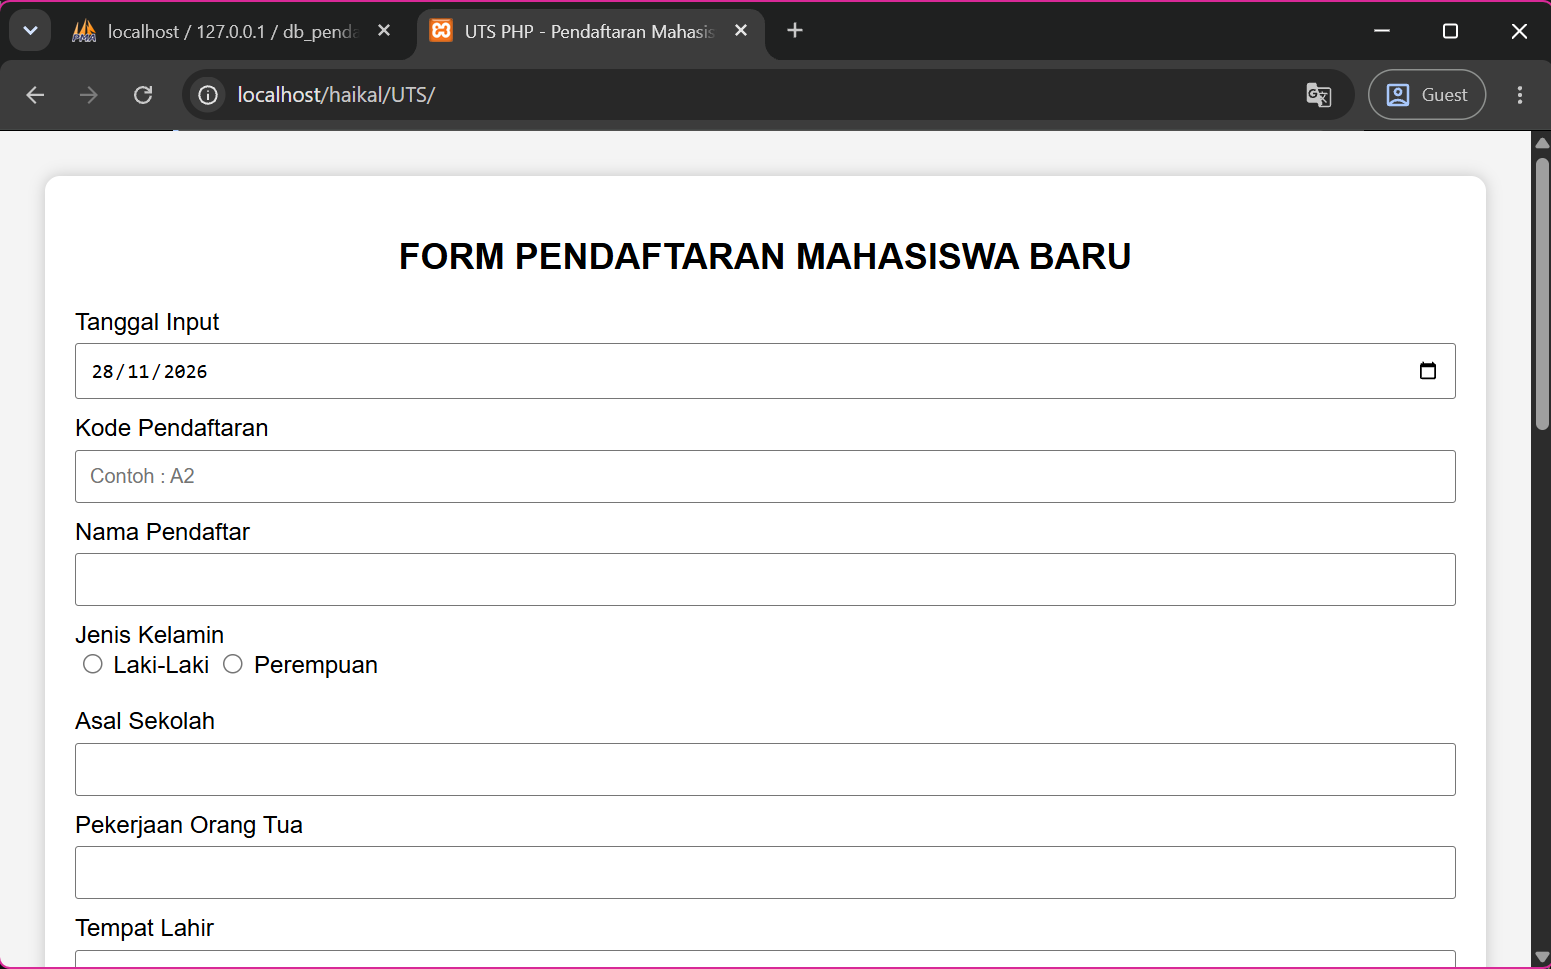 localhost / 127.0.0.1 / db_penda
UTS PHP - Pendaftaran Mahasis
localhost/haikal/UTS/
Guest
FORM PENDAFTARAN MAHASISWA BARU
Tanggal Input
28/11/2026
Kode Pendaftaran
Contoh : A2
Nama Pendaftar
Jenis Kelamin
Laki-Laki Perempuan
Asal Sekolah
Pekerjaan Orang Tua
Tempat Lahir